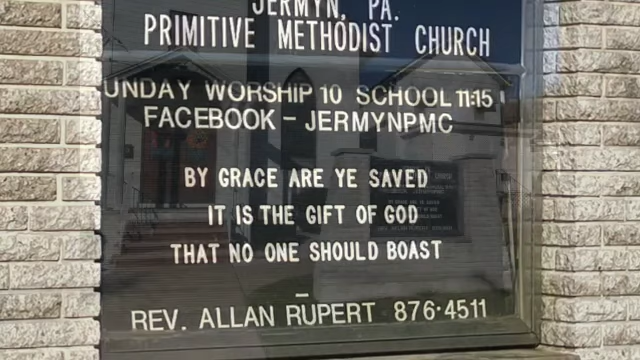 JERMYN, PA.
PRIMITIVE METHODIST CHURCH
UNDAY WORSHIP 10 SCHOOL 11:15
FACEBOOK - JERMYNPMC
BY GRACE ARE YE SAVED
IT IS THE GIFT OF GOD
THAT NO ONE SHOULD BOAST
REV. ALLAN RUPERT 876-4511